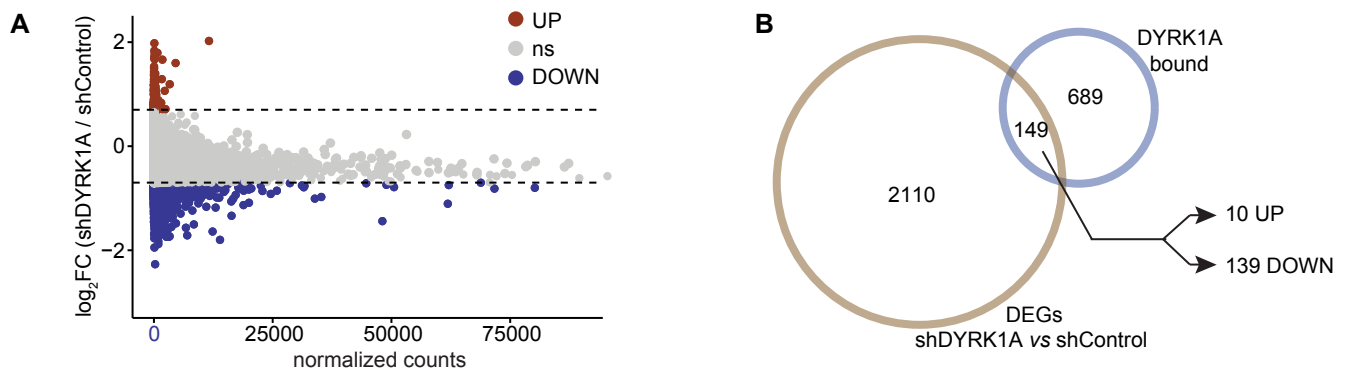 A
log₂FC (shDYRK1A / shControl)
2
0
−2
UP
ns
DOWN
0
25000
50000
75000
normalized counts
B
DYRK1A
bound
689
149
2110
10 UP
139 DOWN
DEGs
shDYRK1A vs shControl